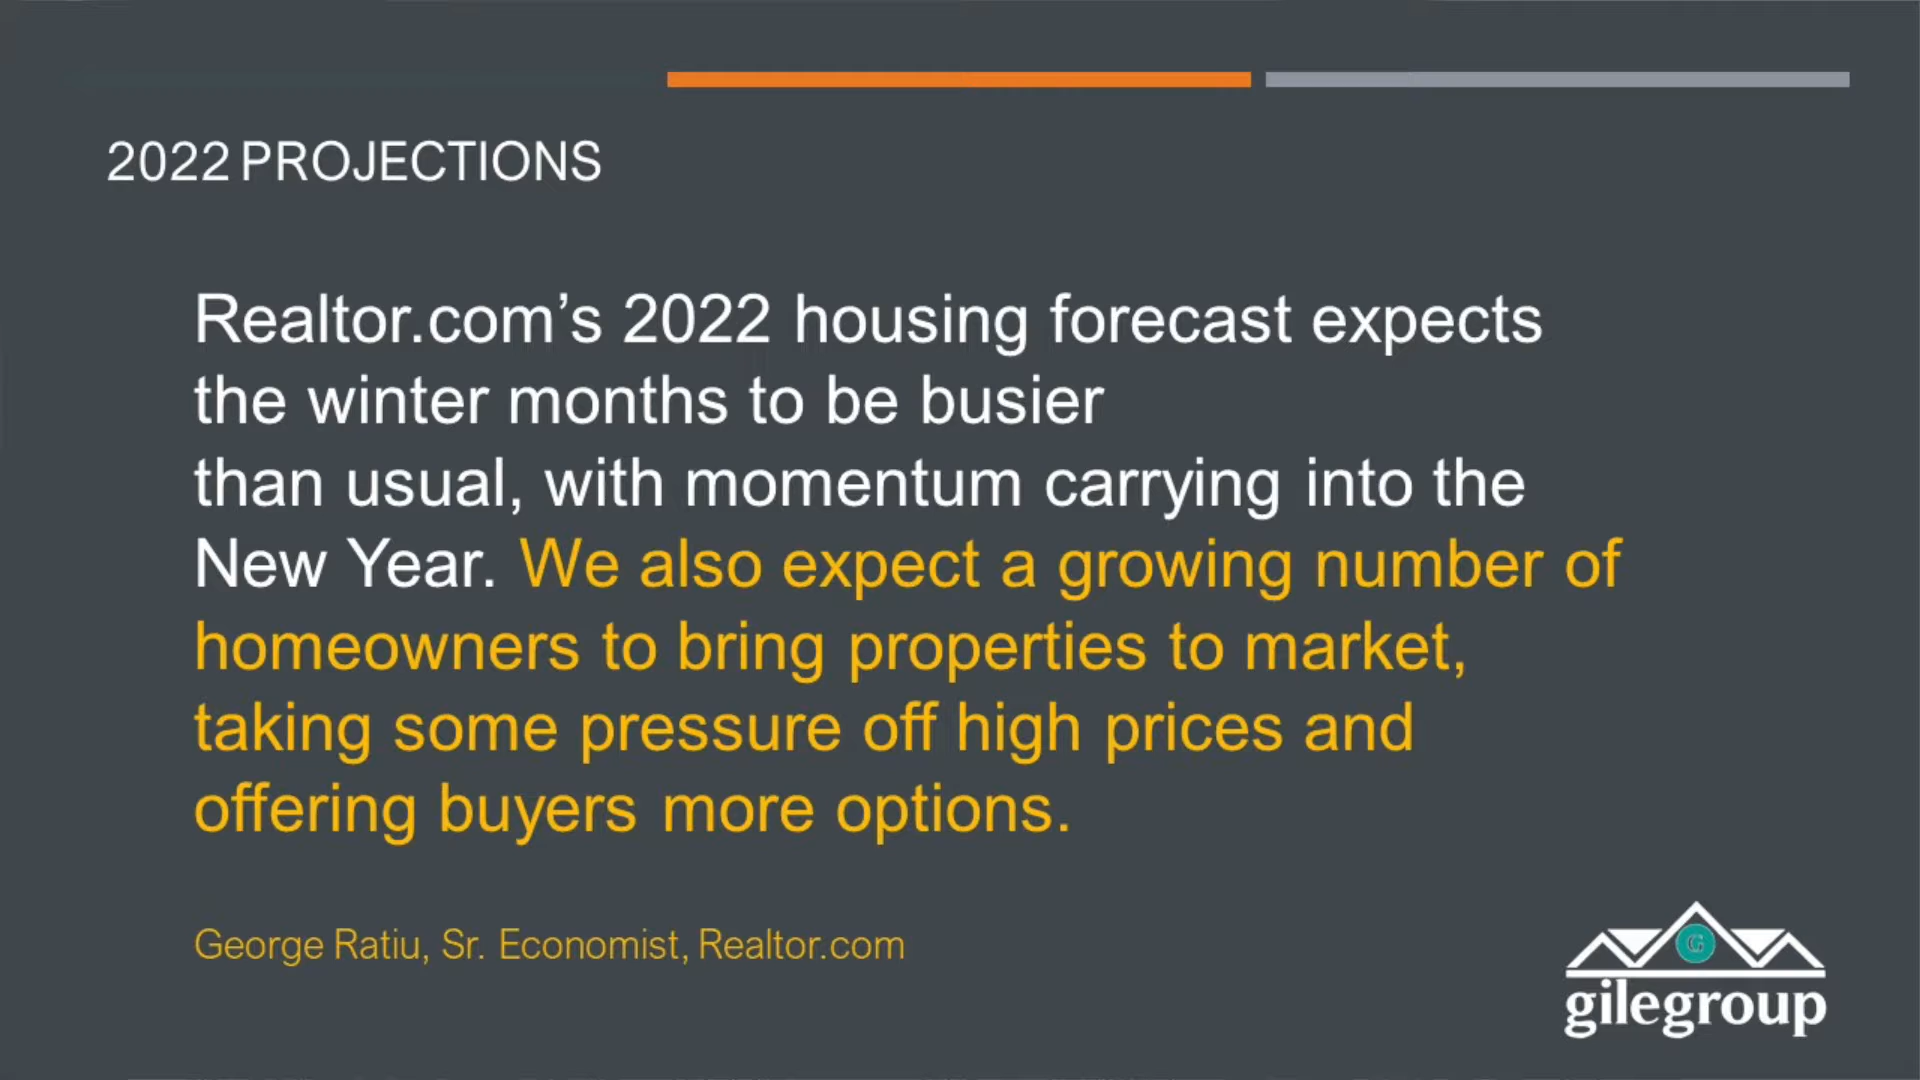 2022 PROJECTIONS
Realtor.com’s 2022 housing forecast expects
the winter months to be busier
than usual, with momentum carrying into the
New Year. We also expect a growing number of
homeowners to bring properties to market,
taking some pressure off high prices and
offering buyers more options.
George Ratiu, Sr. Economist, Realtor.com
G
gilegroup